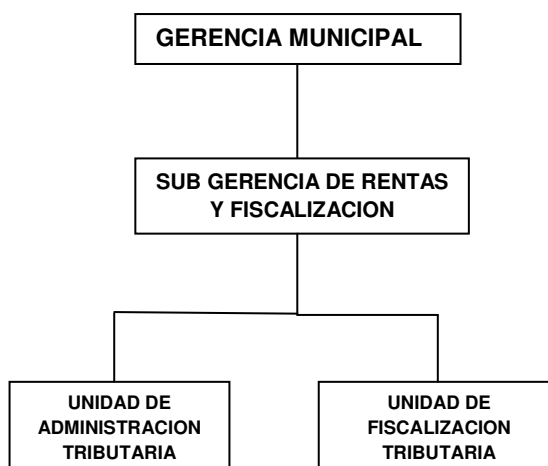 GERENCIA MUNICIPAL
SUB GERENCIA DE RENTAS
Y FISCALIZACION
UNIDAD DE
ADMINISTRACION
TRIBUTARIA
UNIDAD DE
FISCALIZACION
TRIBUTARIA